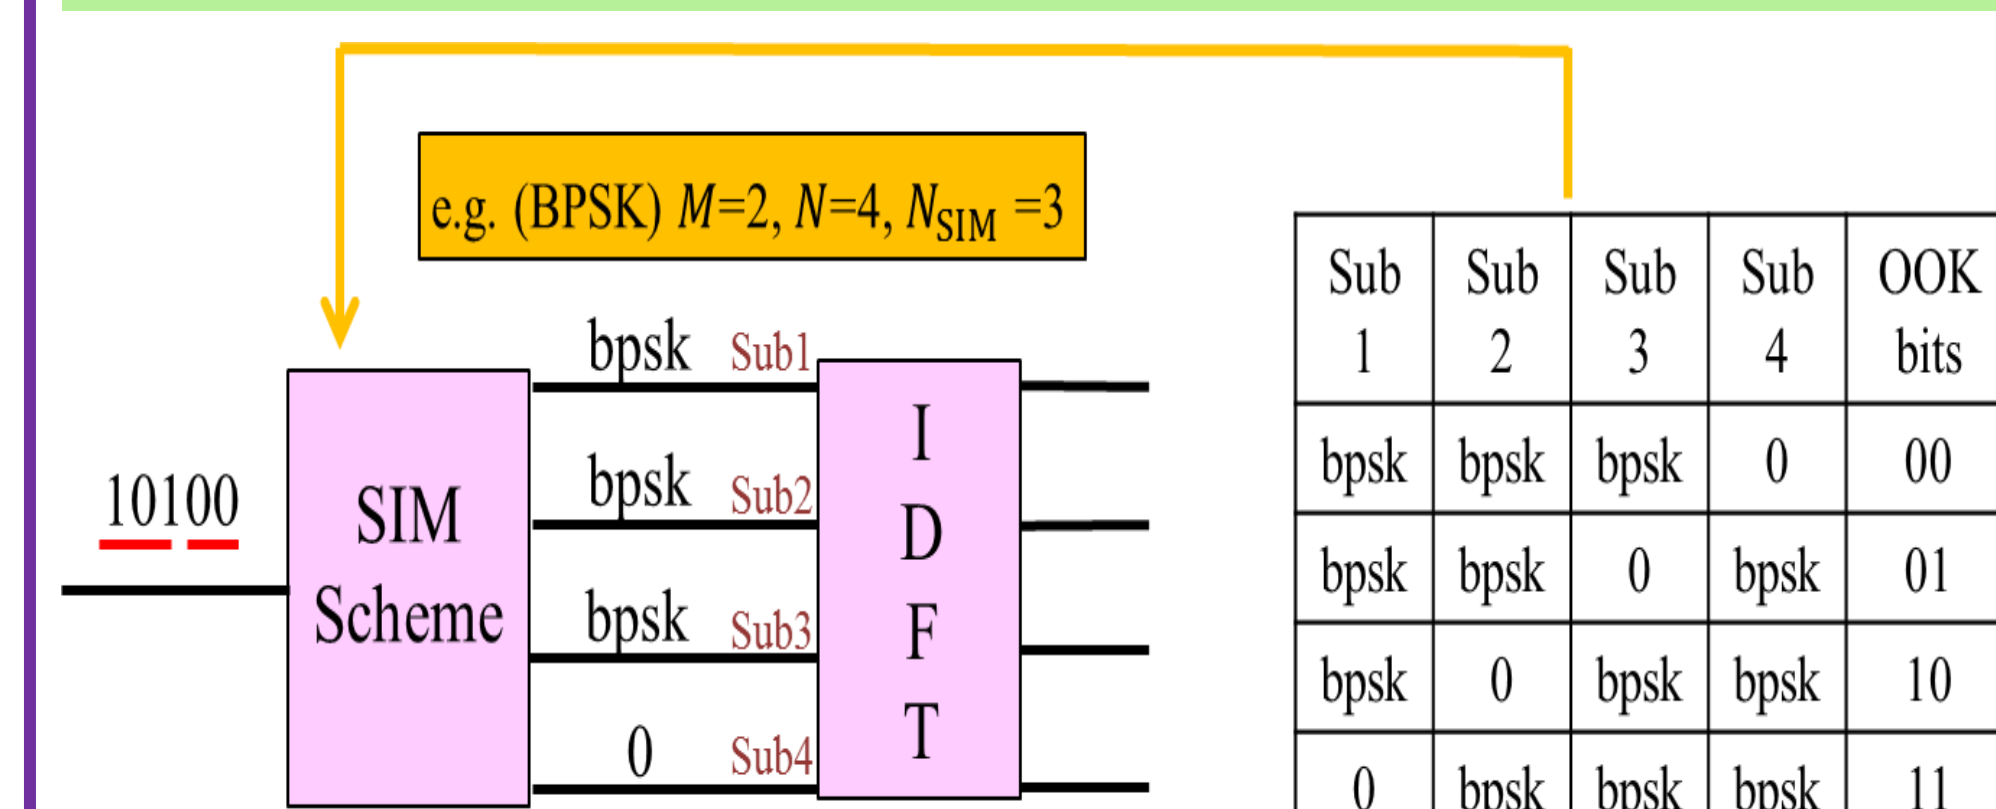 e.g. (BPSK) M=2, N=4, N_SIM =3
10100
SIM
Scheme
bpsk Sub1
bpsk Sub2
bpsk Sub3
0 Sub4
I
D
F
T
Sub 1 Sub 2 Sub 3 Sub 4 OOK bits
bpsk bpsk bpsk 0 00
bpsk bpsk 0 bpsk 01
bpsk 0 bpsk bpsk 10
0 bpsk bpsk bpsk 11